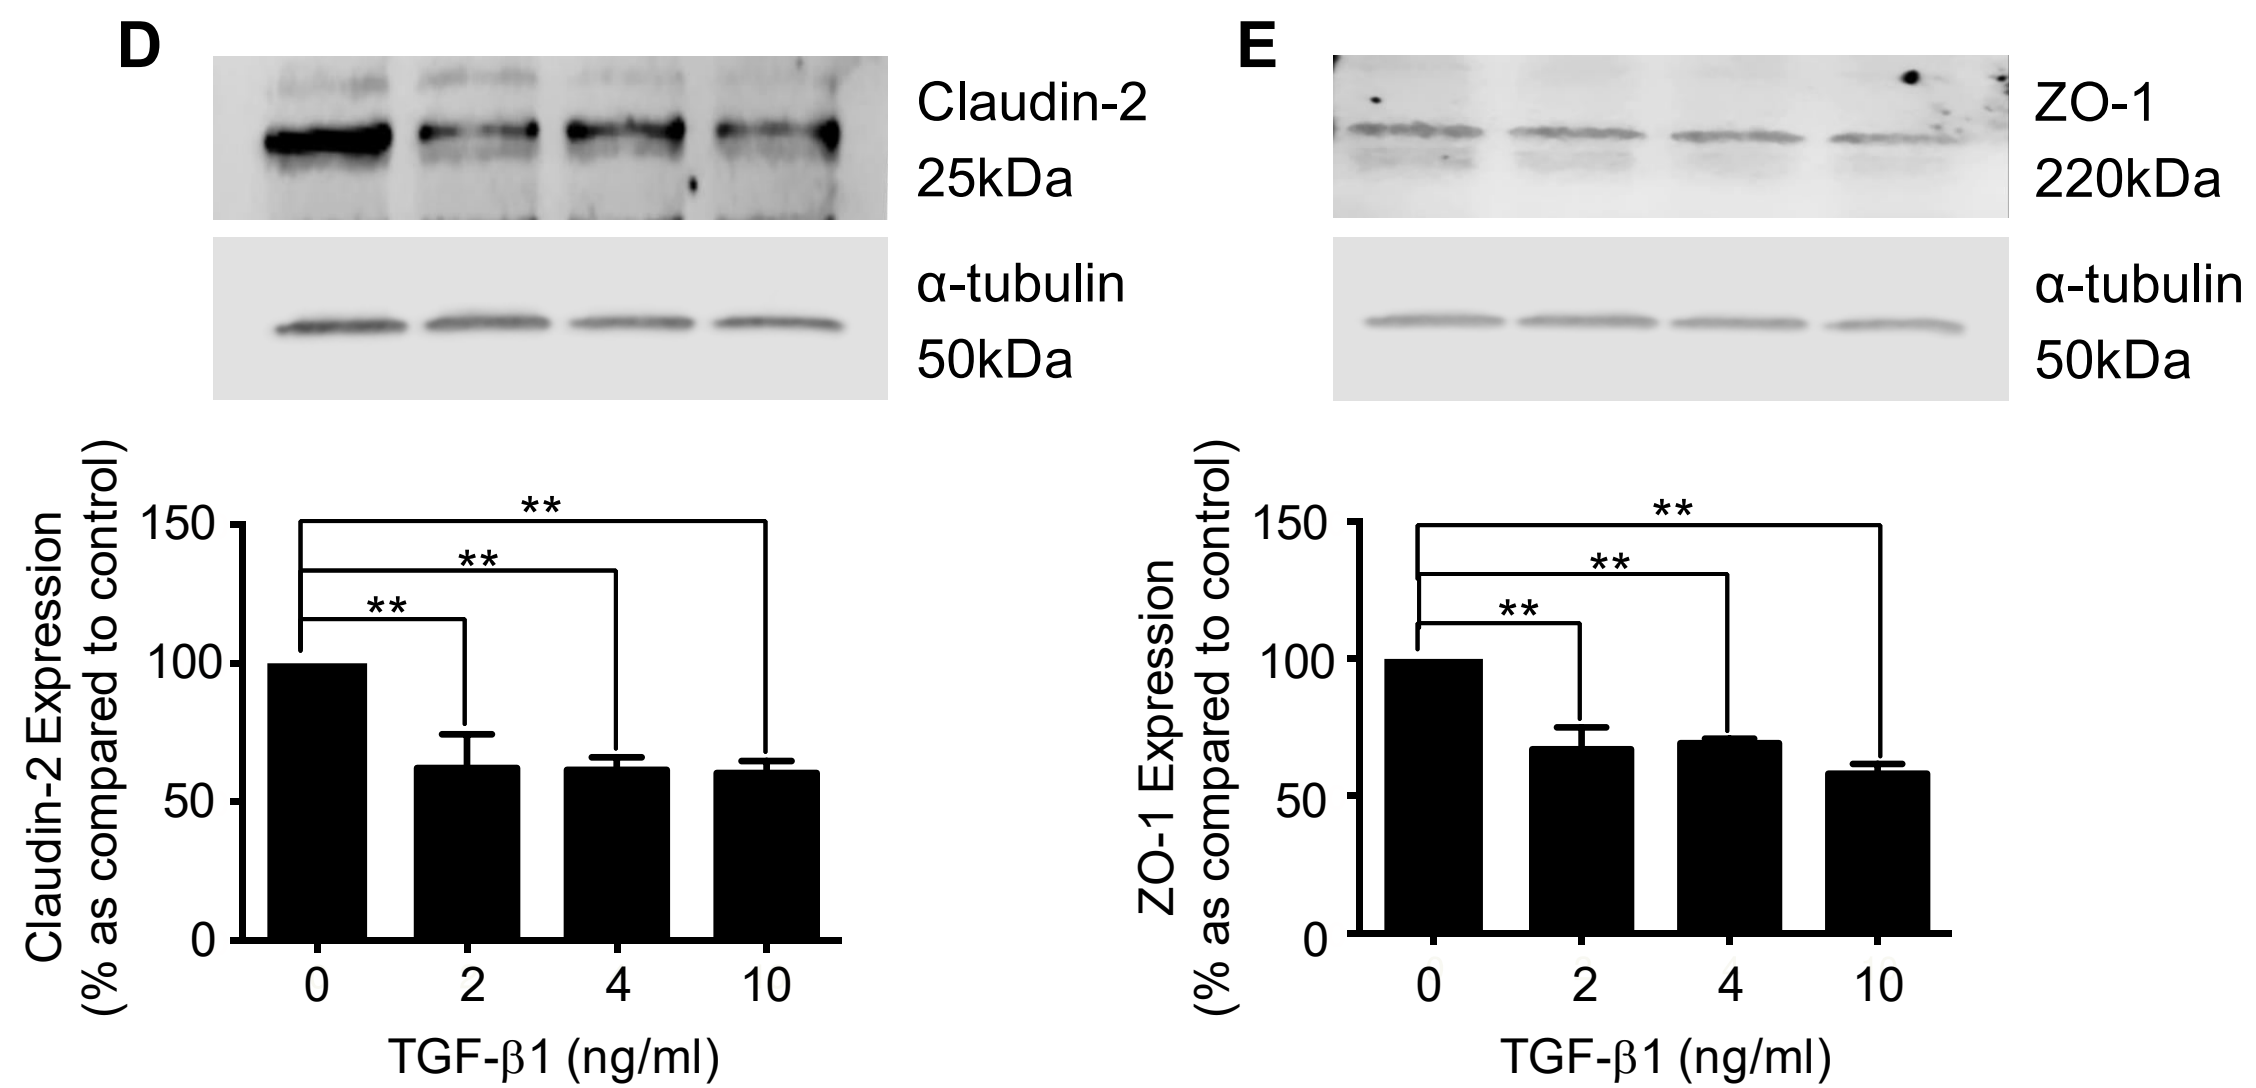 D
Claudin-2
25kDa
α-tubulin
50kDa
Claudin-2 Expression
(% as compared to control)
150
100
50
0
**
**
**
0 2 4 10
TGF-β1 (ng/ml)
E
ZO-1
220kDa
α-tubulin
50kDa
ZO-1 Expression
(% as compared to control)
150
100
50
0
**
**
**
0 2 4 10
TGF-β1 (ng/ml)